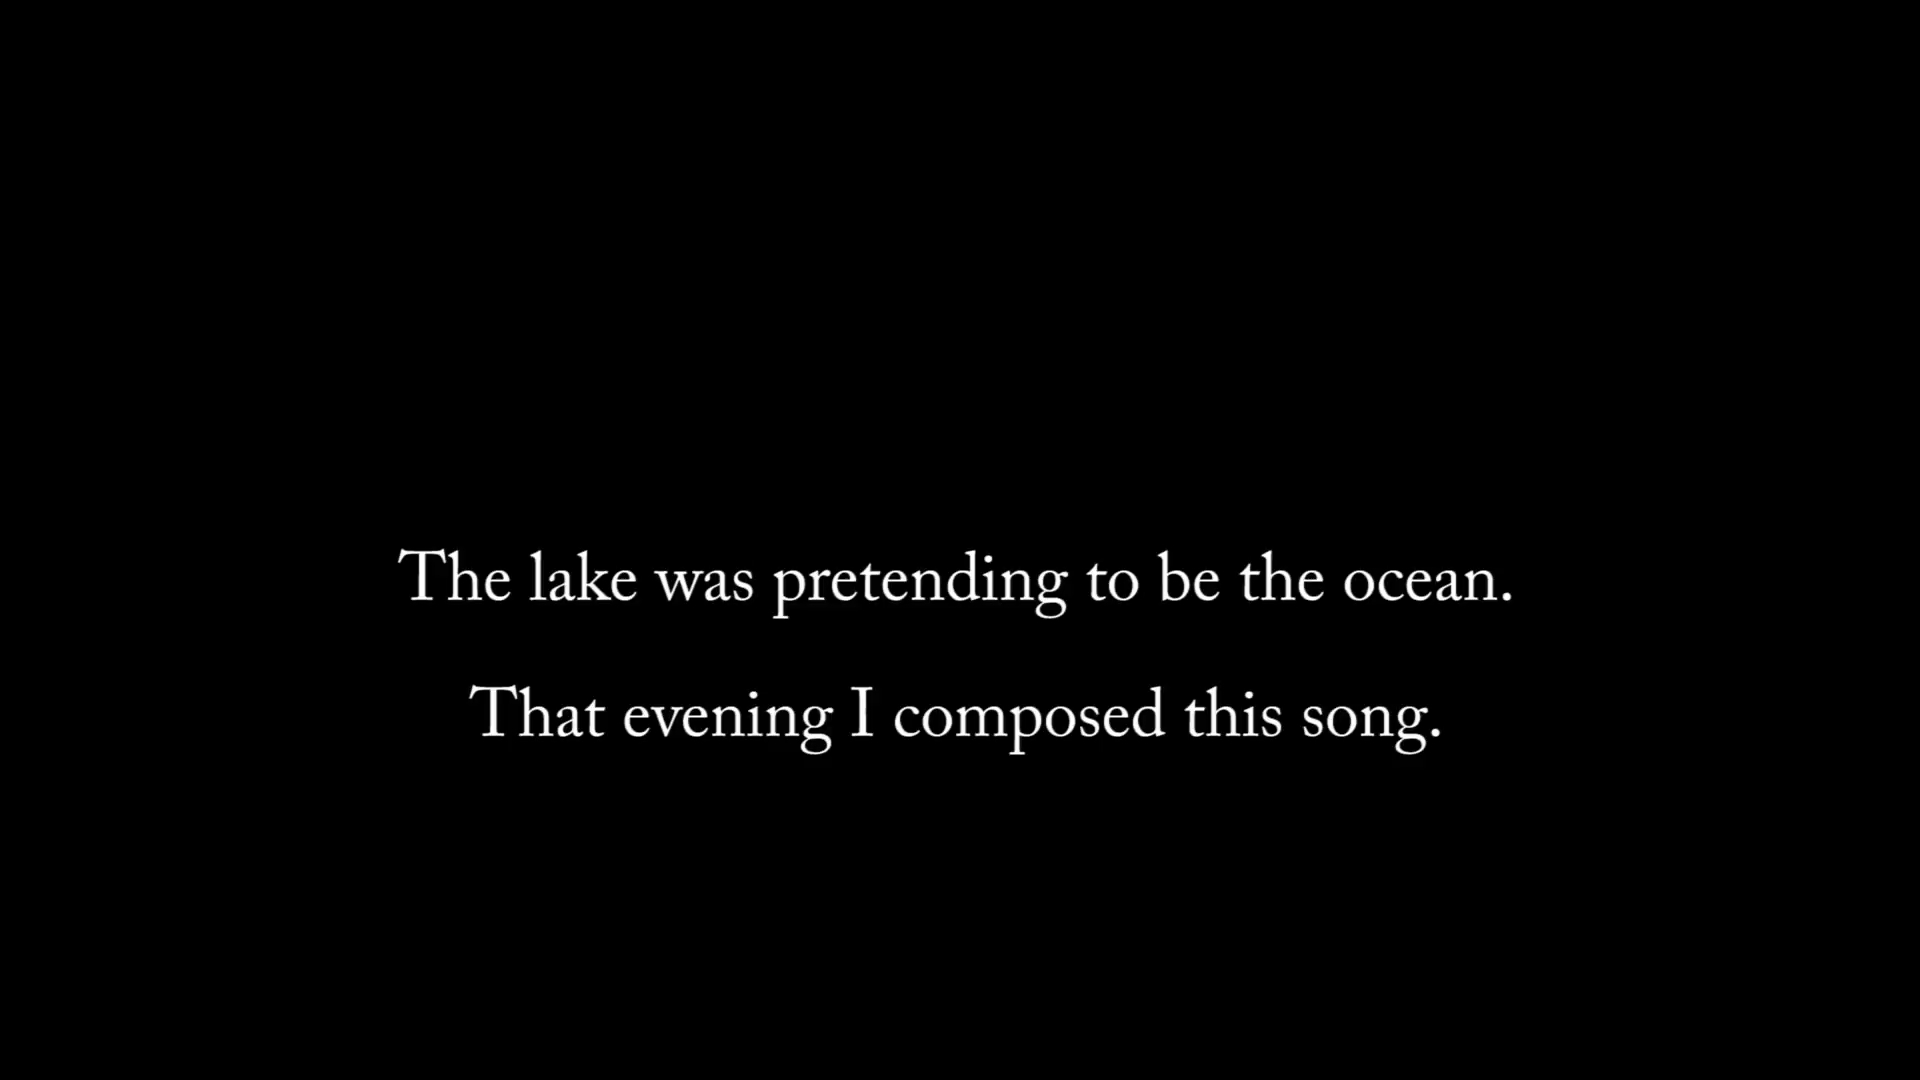 The lake was pretending to be the ocean.
That evening I composed this song.